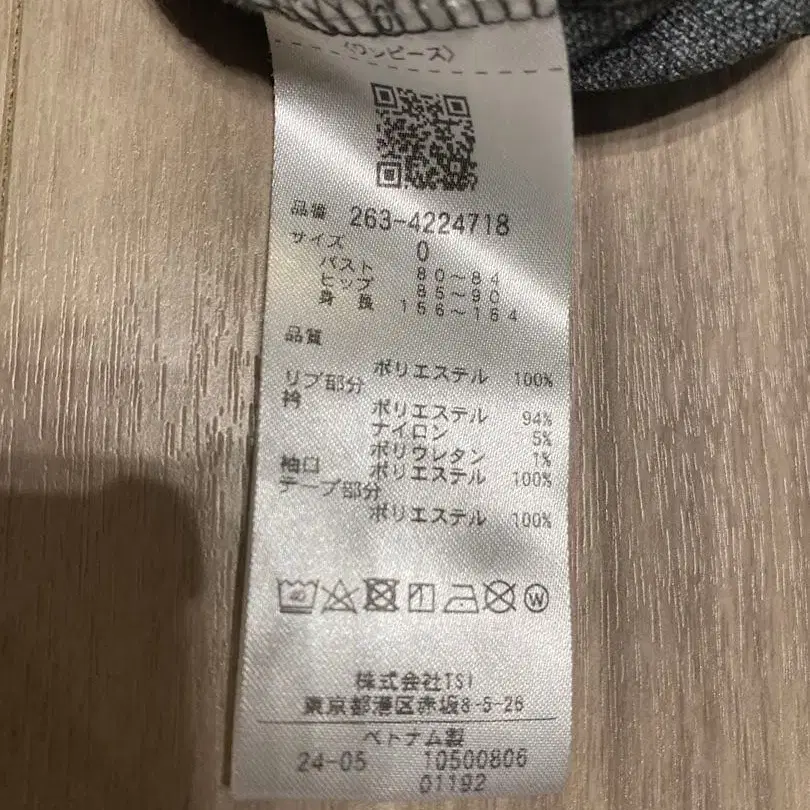 〈ワンピース〉
品番 263-4224718
サイズ 0
バスト 80~84
ヒップ 85~90
身長 156~164
品質
ポリエステル 100%
リブ部分
衿
ポリエステル 94%
ナイロン 5%
ポリウレタン 1%
袖口 ポリエステル 100%
テープ部分
ポリエステル 100%
40 W
株式会社TSI
東京都港区赤坂8-5-26
ベトナム製
24-05 10500806
01192